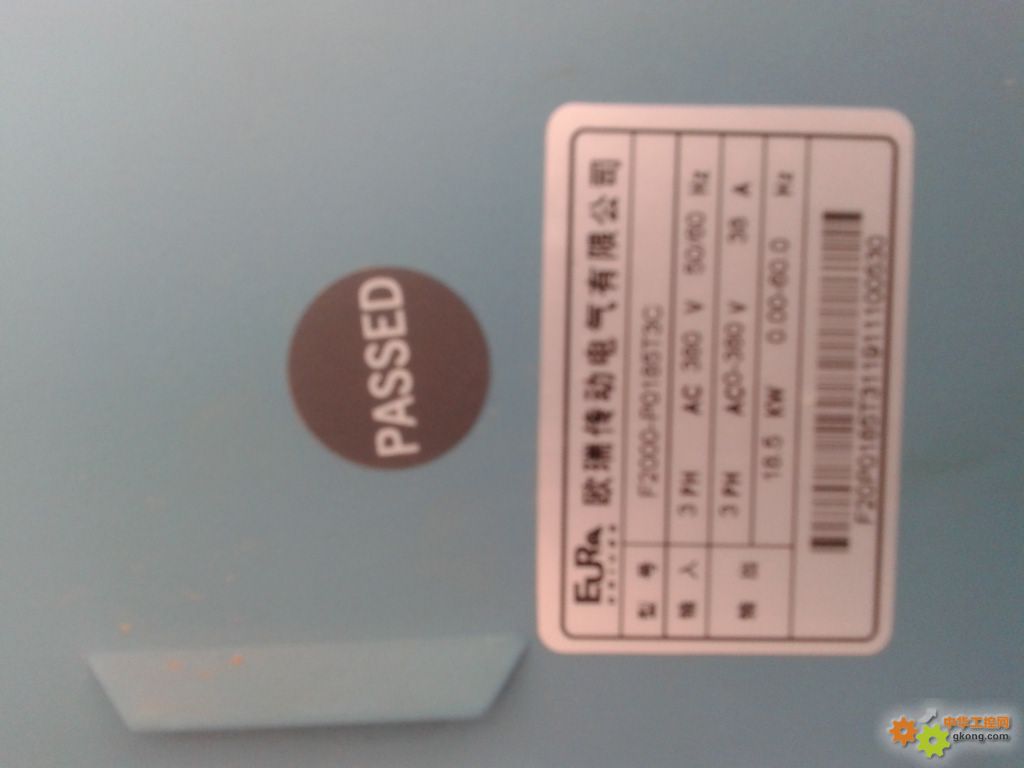 PASSED
EURA 欧瑞传动电气有限公司
DRIVES
型号 F2000-P0185T3C
输入 3 PH AC 380 V 50/60 Hz
输出 3 PH AC0-380 V 38 A
18.5 KW 0.00-60.0 Hz
F20P0185T311911100530
中华工控网
gkong.com